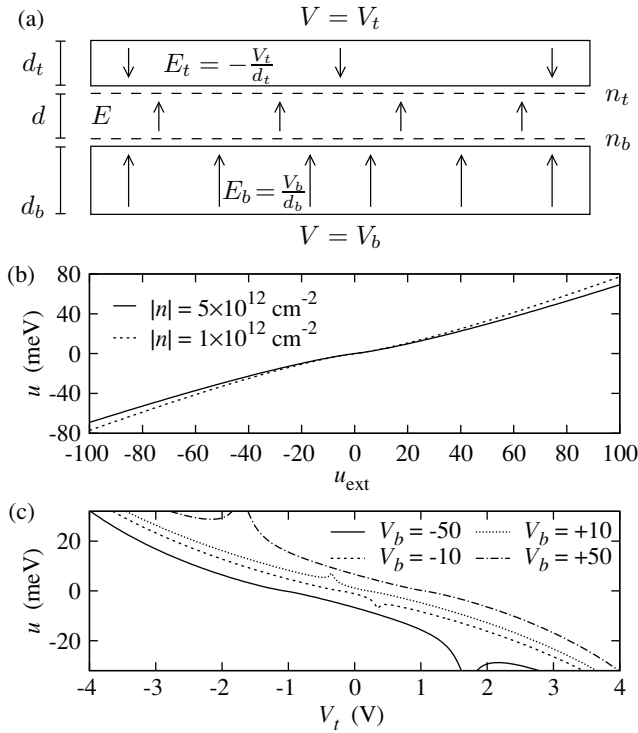 (a)
V = V_t
d_t
E_t = −V_t/d_t
n_t
d
E
n_b
d_b
E_b = V_b/d_b
V = V_b
(b)
80
40
0
-40
-80
u (meV)
|n| = 5×10^12 cm^-2
|n| = 1×10^12 cm^-2
-100 -80 -60 -40 -20 0 20 40 60 80 100
u_ext
(c)
20
0
-20
u (meV)
V_b = -50 V_b = +10
V_b = -10 V_b = +50
-4 -3 -2 -1 0 1 2 3 4
V_t (V)